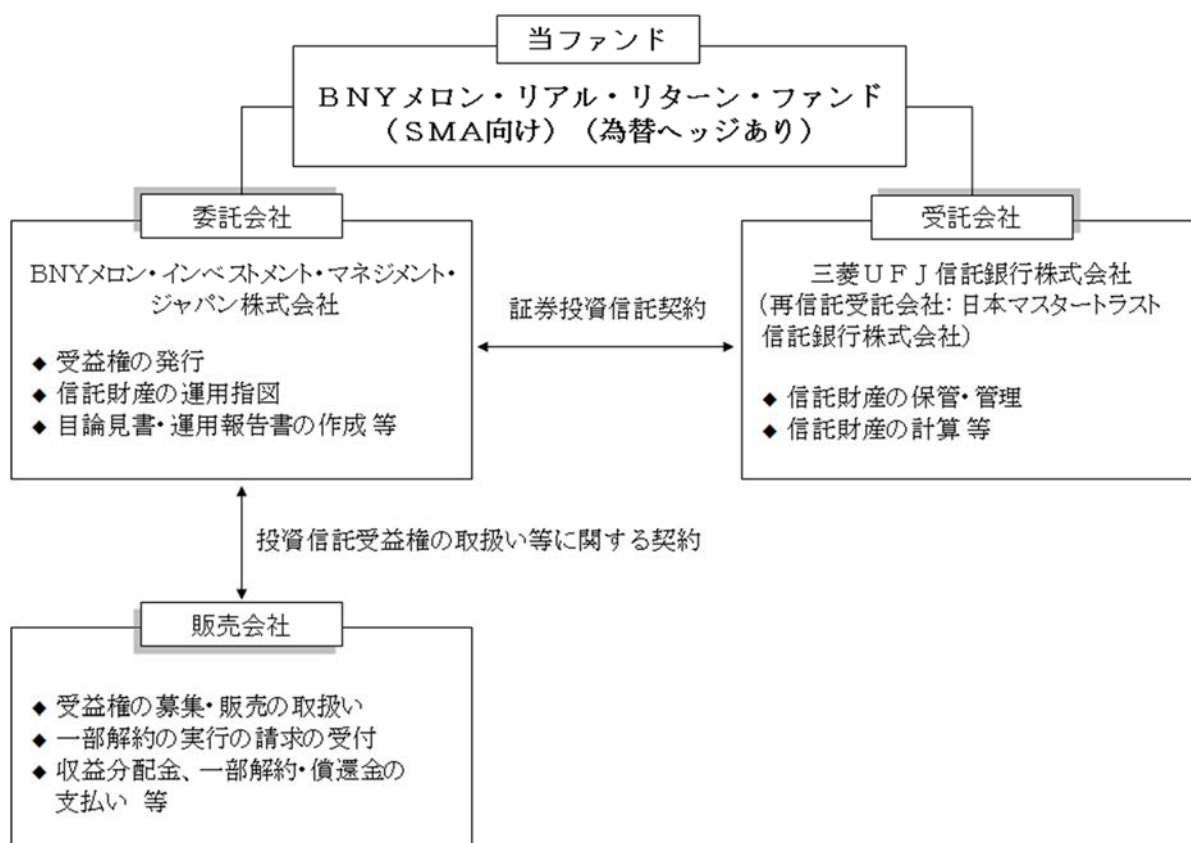 当ファンド
ＢＮＹメロン・リアル・リターン・ファンド
（ＳＭＡ向け）（為替ヘッジあり）
委託会社
BNYメロン・インベストメント・マネジメント・
ジャパン株式会社
◆ 受益権の発行
◆ 信託財産の運用指図
◆ 目論見書・運用報告書の作成 等
証券投資信託契約
受託会社
三菱ＵＦＪ信託銀行株式会社
(再信託受託会社：日本マスタートラスト
信託銀行株式会社)
◆ 信託財産の保管・管理
◆ 信託財産の計算 等
投資信託受益権の取扱い等に関する契約
販売会社
◆ 受益権の募集・販売の取扱い
◆ 一部解約の実行の請求の受付
◆ 収益分配金、一部解約・償還金の
支払い 等